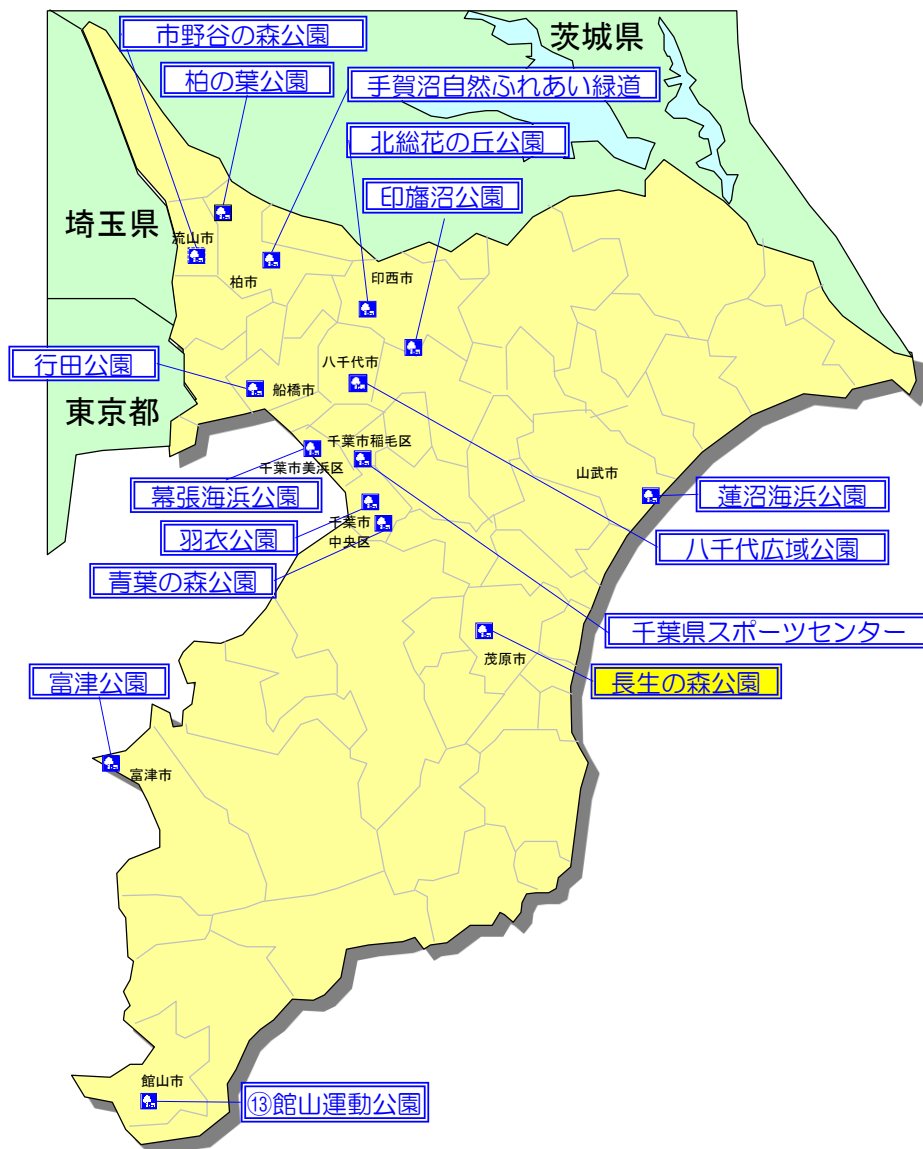 市野谷の森公園
茨城県
柏の葉公園
手賀沼自然ふれあい緑道
北総花の丘公園
印旛沼公園
埼玉県
流山市
柏市
印西市
行田公園
八千代市
船橋市
東京都
千葉市稲毛区
千葉市美浜区
山武市
幕張海浜公園
蓮沼海浜公園
千葉市
中央区
羽衣公園
八千代広域公園
青葉の森公園
千葉県スポーツセンター
茂原市
富津公園
長生の森公園
富津市
館山市
⑬館山運動公園